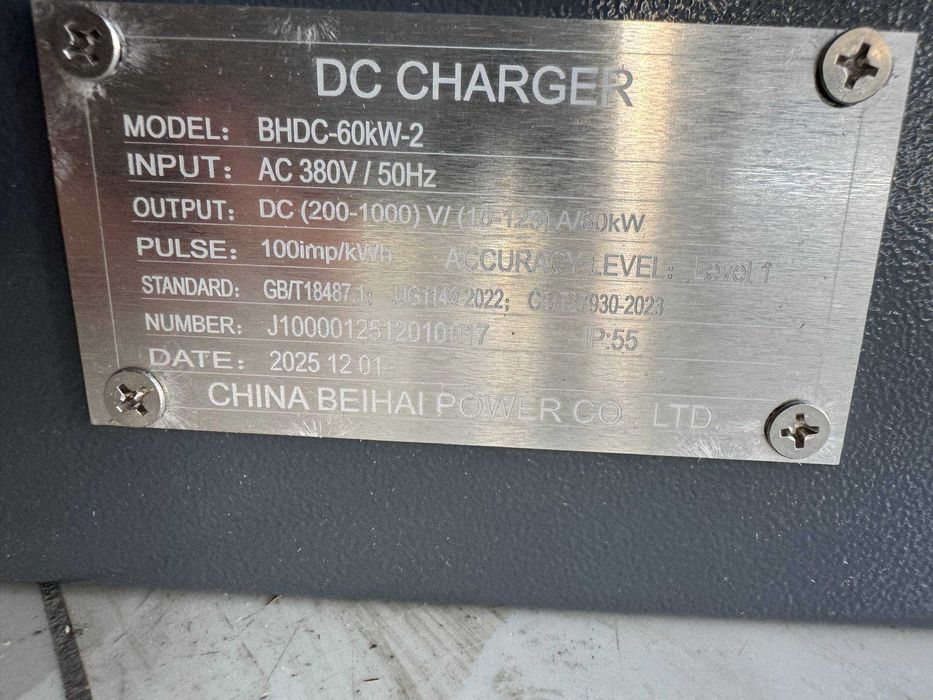 DC CHARGER
MODEL: BHDC-60kW-2
INPUT: AC 380V / 50Hz
OUTPUT: DC (200-1000) V/ (10-125) A/60kW
PULSE: 100imp/kWh ACCURACY LEVEL: Level 1
STANDARD: GB/T18487.1; JJG1149-2022; GB/T27930-2023
NUMBER: J1000012512010017 IP:55
DATE: 2025 12 01
CHINA BEIHAI POWER CO., LTD.